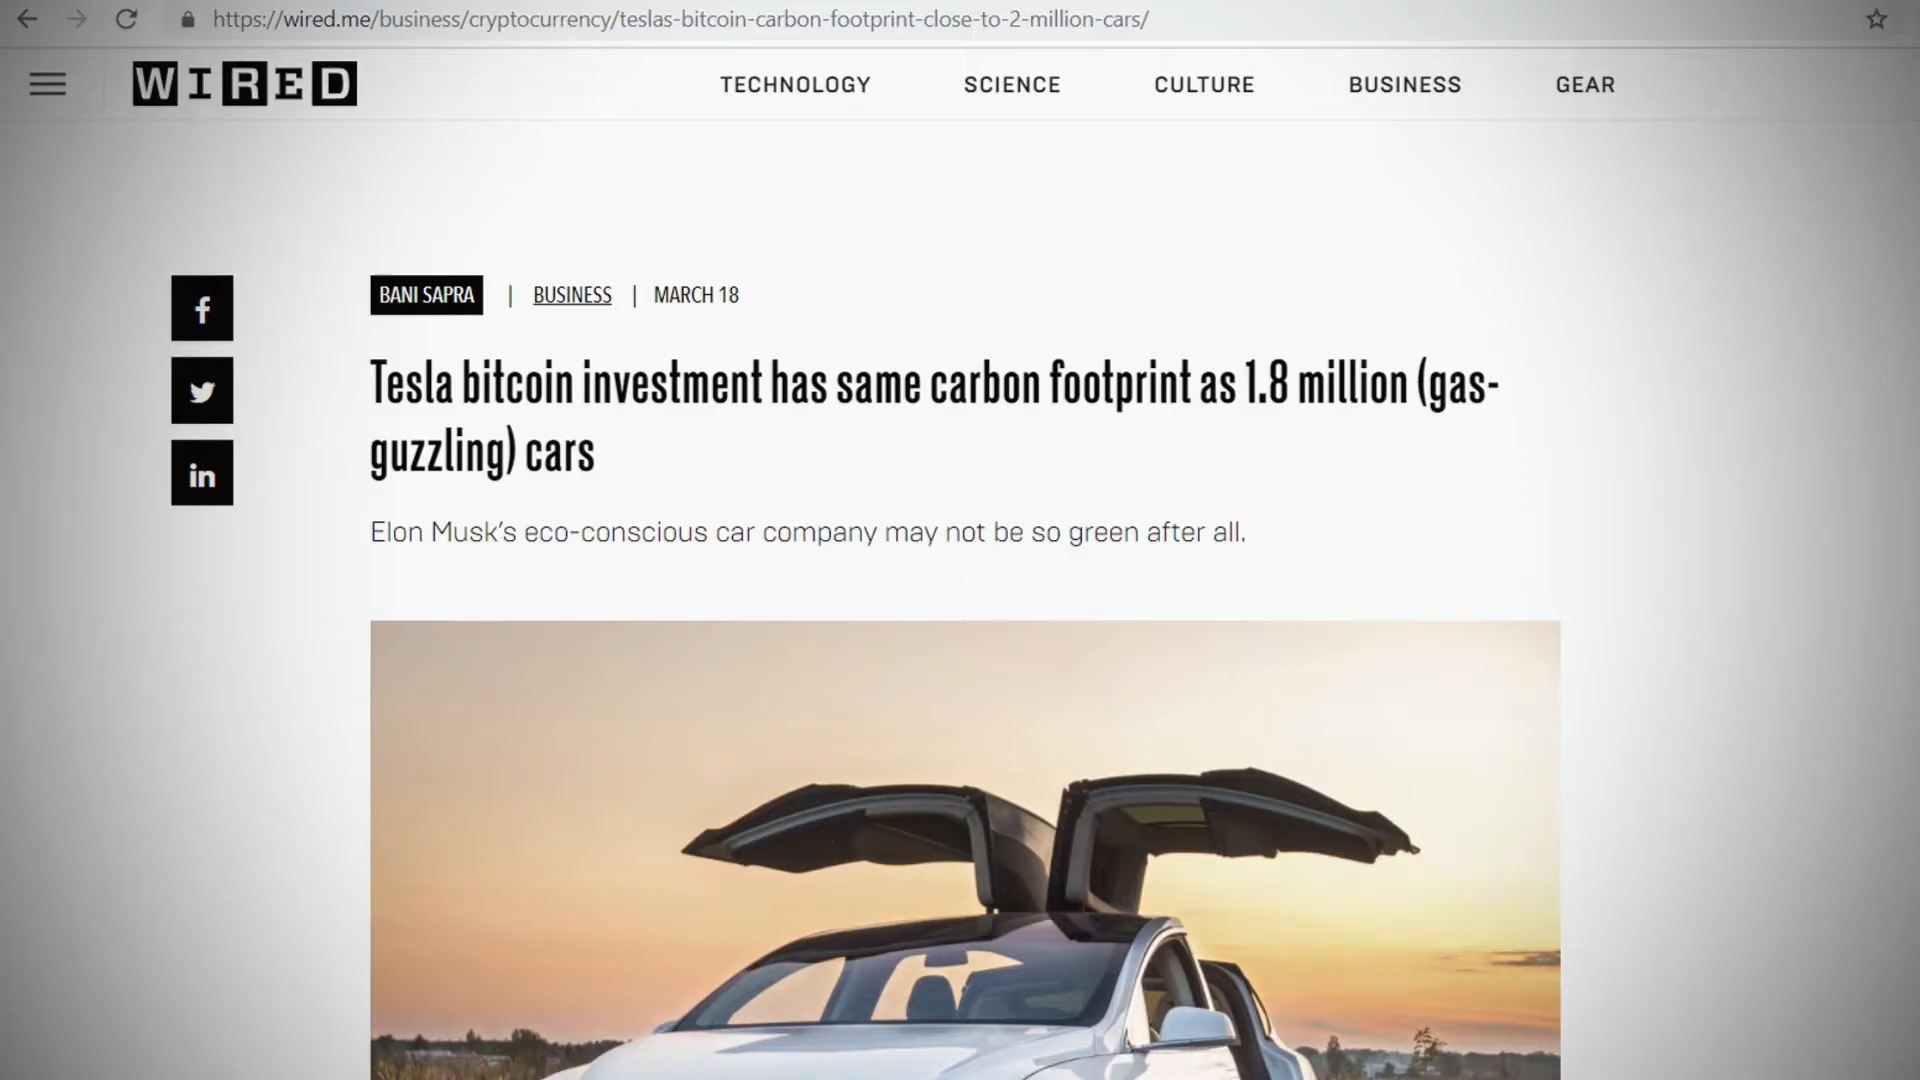 https://wired.me/business/cryptocurrency/teslas-bitcoin-carbon-footprint-close-to-2-million-cars/
WIRED
TECHNOLOGY SCIENCE CULTURE BUSINESS GEAR
BANI SAPRA | BUSINESS | MARCH 18
f
Tesla bitcoin investment has same carbon footprint as 1.8 million (gas-
guzzling) cars
in
Elon Musk’s eco-conscious car company may not be so green after all.